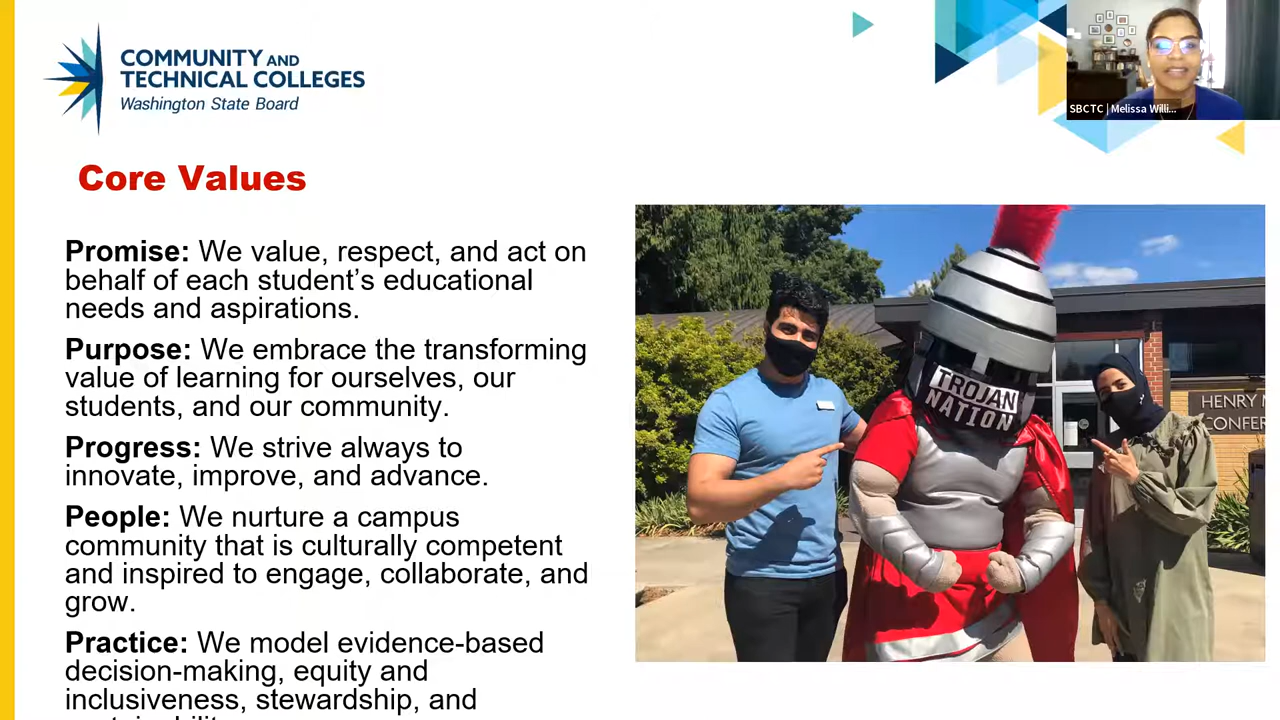 COMMUNITY AND
TECHNICAL COLLEGES
Washington State Board
SBCTC | Melissa Willi...
Core Values
Promise: We value, respect, and act on
behalf of each student’s educational
needs and aspirations.
Purpose: We embrace the transforming
value of learning for ourselves, our
students, and our community.
Progress: We strive always to
innovate, improve, and advance.
People: We nurture a campus
community that is culturally competent
and inspired to engage, collaborate, and
grow.
Practice: We model evidence-based
decision-making, equity and
inclusiveness, stewardship, and
TROJAN
NATION
HENRY